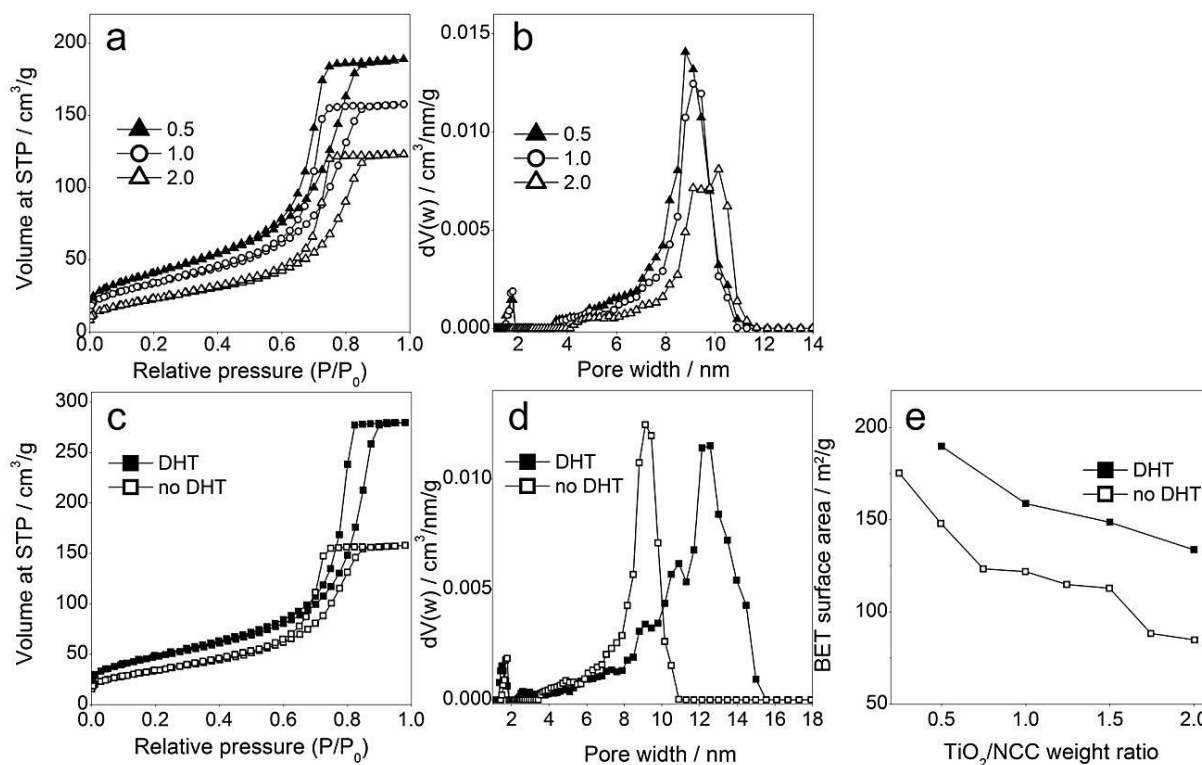 a
200
150
100
50
0
Volume at STP / cm³/g
0.5
1.0
2.0
0.0 0.2 0.4 0.6 0.8 1.0
Relative pressure (P/P₀)
b
0.015
0.010
0.005
0.000
dV(w) / cm³/nm/g
0.5
1.0
2.0
2 4 6 8 10 12 14
Pore width / nm
c
300
250
200
150
100
50
0
Volume at STP / cm³/g
DHT
no DHT
0.0 0.2 0.4 0.6 0.8 1.0
Relative pressure (P/P₀)
d
0.010
0.005
0.000
dV(w) / cm³/nm/g
DHT
no DHT
2 4 6 8 10 12 14 16 18
Pore width / nm
e
200
150
100
50
BET surface area / m²/g
DHT
no DHT
0.5 1.0 1.5 2.0
TiO₂/NCC weight ratio